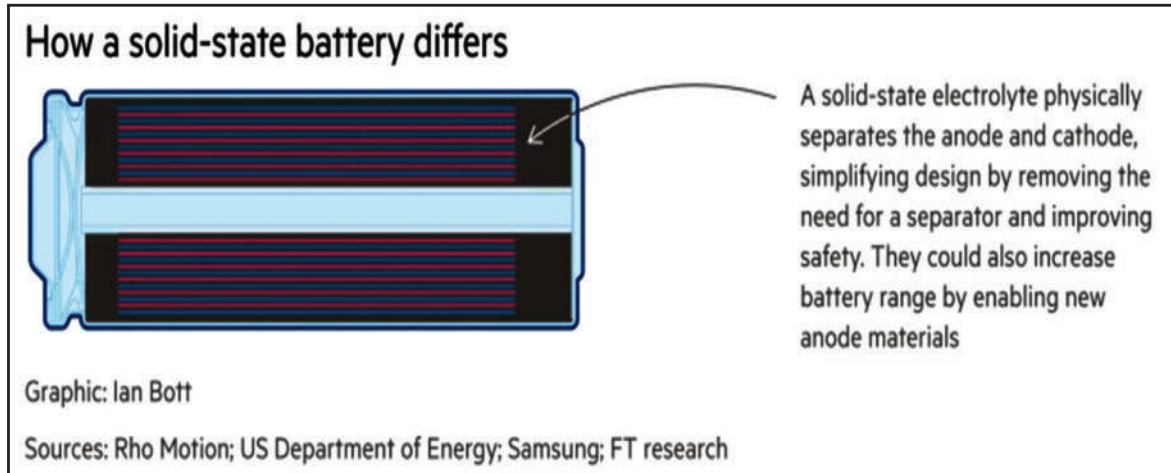 How a solid-state battery differs
A solid-state electrolyte physically
separates the anode and cathode,
simplifying design by removing the
need for a separator and improving
safety. They could also increase
battery range by enabling new
anode materials
Graphic: Ian Bott
Sources: Rho Motion; US Department of Energy; Samsung; FT research